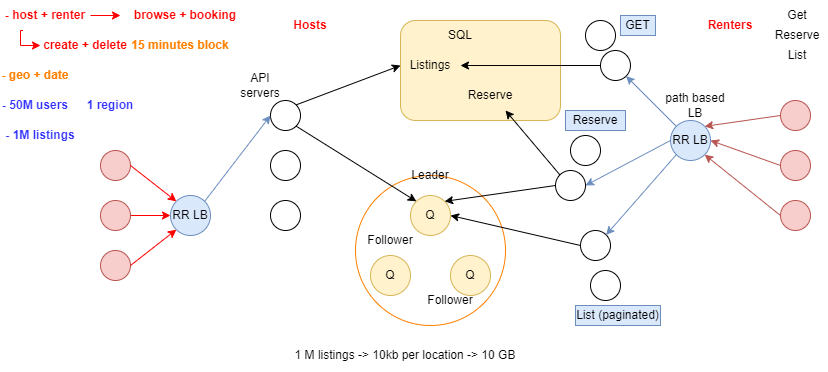 - host + renter browse + booking
create + delete 15 minutes block
- geo + date
- 50M users 1 region
- 1M listings
Hosts
API
servers
RR LB
SQL
Listings
Reserve
Leader
Q
Follower
Q
Q
Follower
GET
Reserve
List (paginated)
path based
LB
RR LB
Renters
Get
Reserve
List
1 M listings -> 10kb per location -> 10 GB